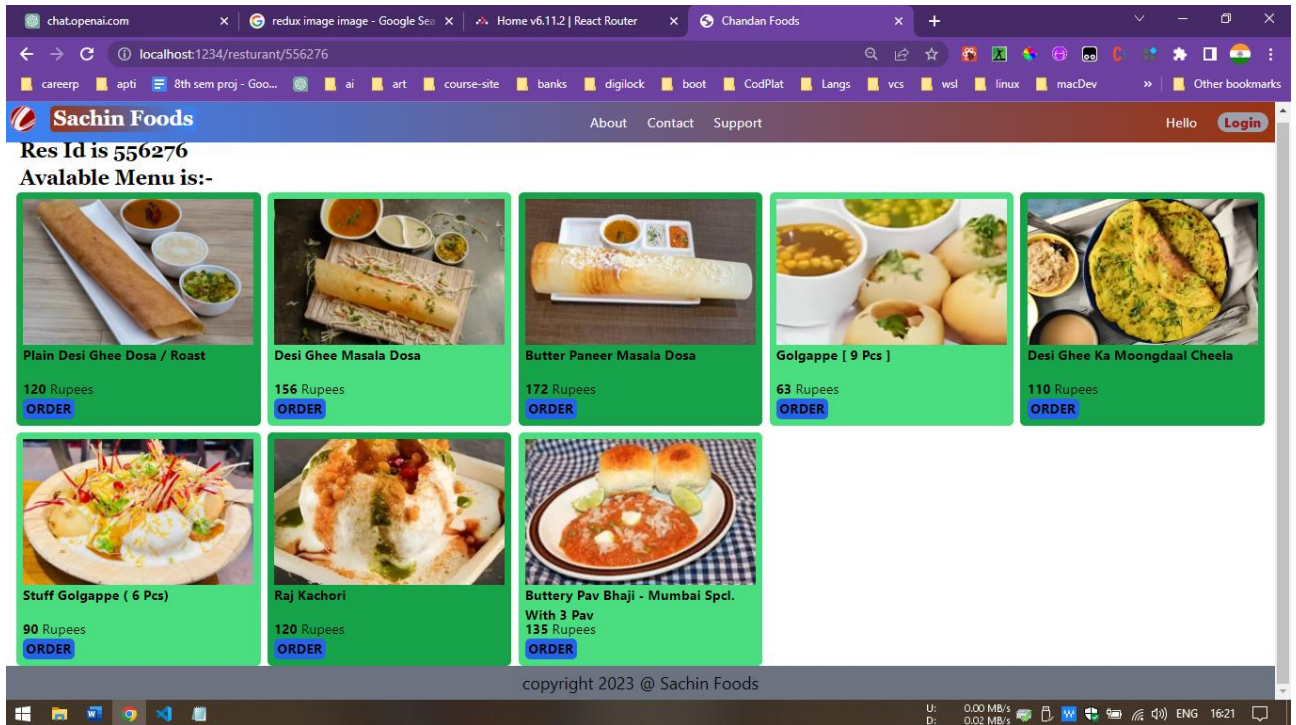 chat.openai.com
redux image image - Google Sea
Home v6.11.2 | React Router
Chandan Foods
localhost:1234/resturant/556276
careerp
apti
8th sem proj - Goo...
ai
art
course-site
banks
digilock
boot
CodPlat
Langs
vcs
wsl
linux
macDev
»
Other bookmarks
Sachin Foods
About Contact Support
Hello
Login
Res Id is 556276
Avalable Menu is:-
Plain Desi Ghee Dosa / Roast
120 Rupees
ORDER
Desi Ghee Masala Dosa
156 Rupees
ORDER
Butter Paneer Masala Dosa
172 Rupees
ORDER
Golgappe [ 9 Pcs ]
63 Rupees
ORDER
Desi Ghee Ka Moongdaal Cheela
110 Rupees
ORDER
Stuff Golgappe ( 6 Pcs)
90 Rupees
ORDER
Raj Kachori
120 Rupees
ORDER
Buttery Pav Bhaji - Mumbai Spcl.
With 3 Pav
135 Rupees
ORDER
copyright 2023 @ Sachin Foods
U: 0.00 MB/s
D: 0.02 MB/s
ENG
16:21